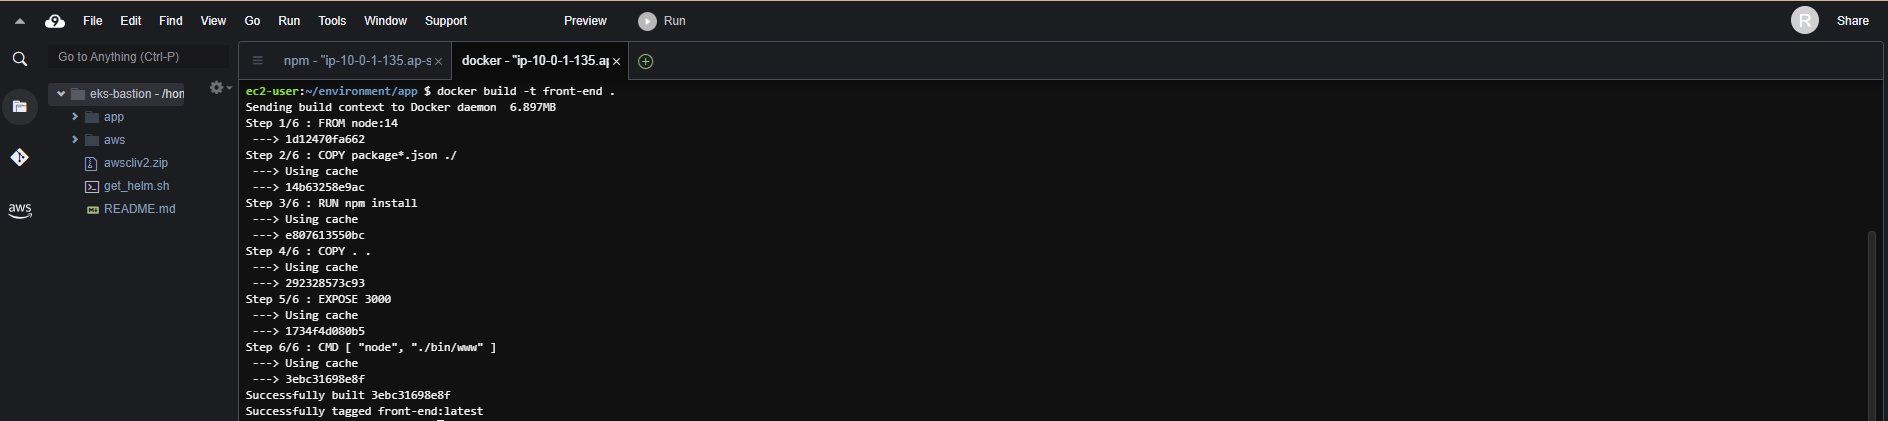 File Edit Find View Go Run Tools Window Support Preview Run R Share
Go to Anything (Ctrl-P)
npm - "ip-10-0-1-135.ap-s × docker - "ip-10-0-1-135.ap ×
eks-bastion - /hon
app
aws
awscliv2.zip
get_helm.sh
README.md
aws
ec2-user:~/environment/app $ docker build -t front-end .
Sending build context to Docker daemon  6.897MB
Step 1/6 : FROM node:14
 ---> 1d12470fa662
Step 2/6 : COPY package*.json ./
 ---> Using cache
 ---> 14b63258e9ac
Step 3/6 : RUN npm install
 ---> Using cache
 ---> e807613550bc
Step 4/6 : COPY . .
 ---> Using cache
 ---> 292328573c93
Step 5/6 : EXPOSE 3000
 ---> Using cache
 ---> 1734f4d080b5
Step 6/6 : CMD [ "node", "./bin/www" ]
 ---> Using cache
 ---> 3ebc31698e8f
Successfully built 3ebc31698e8f
Successfully tagged front-end:latest